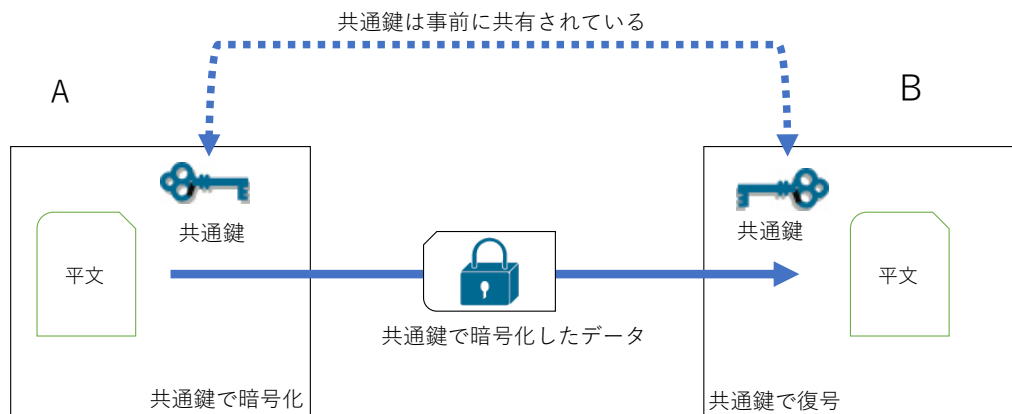 共通鍵は事前に共有されている
A
B
共通鍵
共通鍵
平文
平文
共通鍵で暗号化したデータ
共通鍵で暗号化
共通鍵で復号